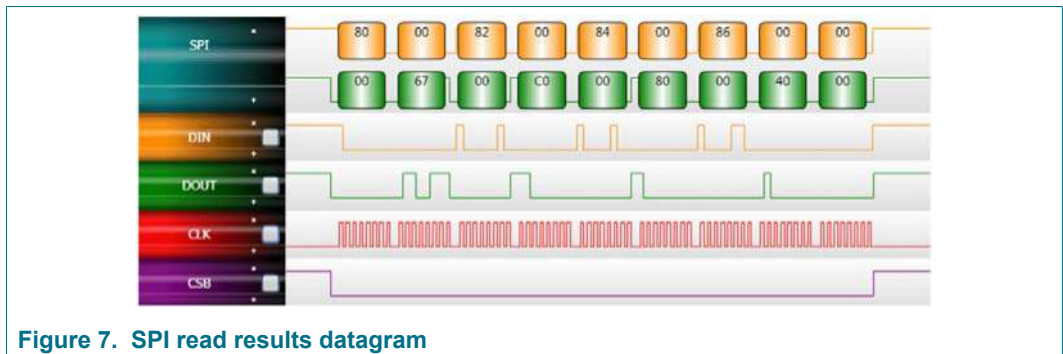 SPI
80 00 82 00 84 00 86 00 00
00 67 00 C0 00 80 00 40 00
DIN
DOUT
CLK
CSB
Figure 7. SPI read results datagram